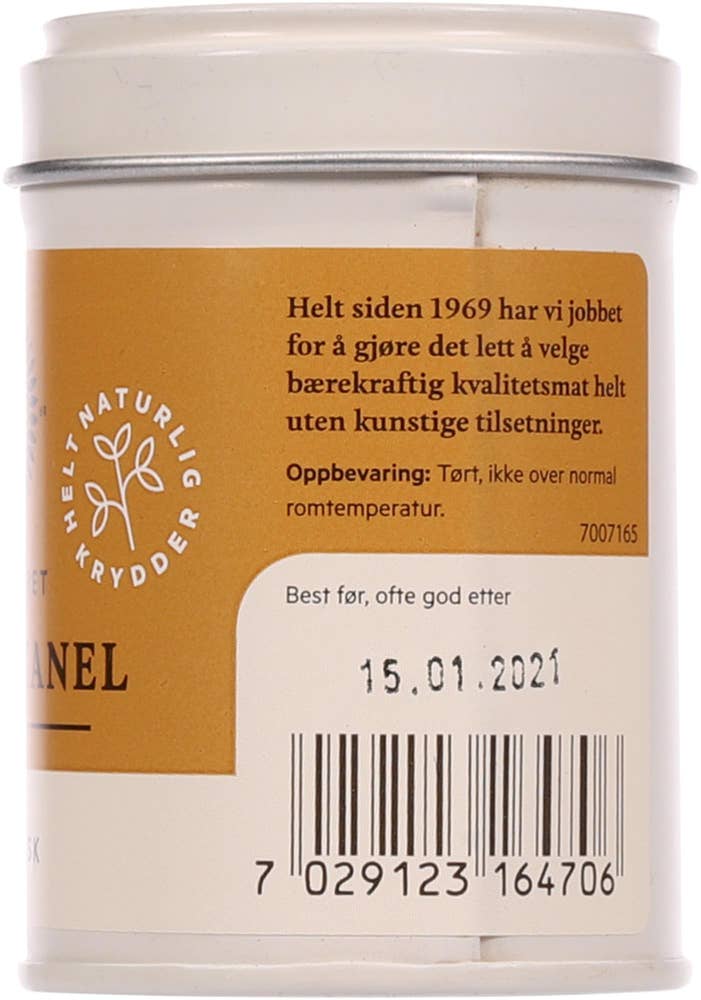 Helt siden 1969 har vi jobbet
for å gjøre det lett å velge
bærekraftig kvalitetsmat helt
uten kunstige tilsetninger.
Oppbevaring: Tørt, ikke over normal
romtemperatur.
7007165
HELT NATURLIG
KRYDDER
ET
ANEL
SK
Best før, ofte god etter
15.01.2021
7 029123 164706